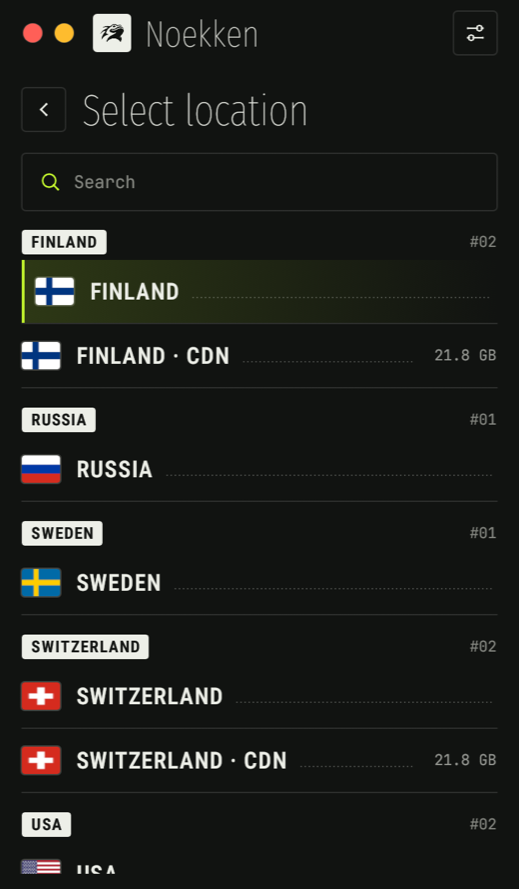 Noekken
Select location
Search
FINLAND #02
FINLAND
FINLAND · CDN 21.8 GB
RUSSIA #01
RUSSIA
SWEDEN #01
SWEDEN
SWITZERLAND #02
SWITZERLAND
SWITZERLAND · CDN 21.8 GB
USA #02
USA